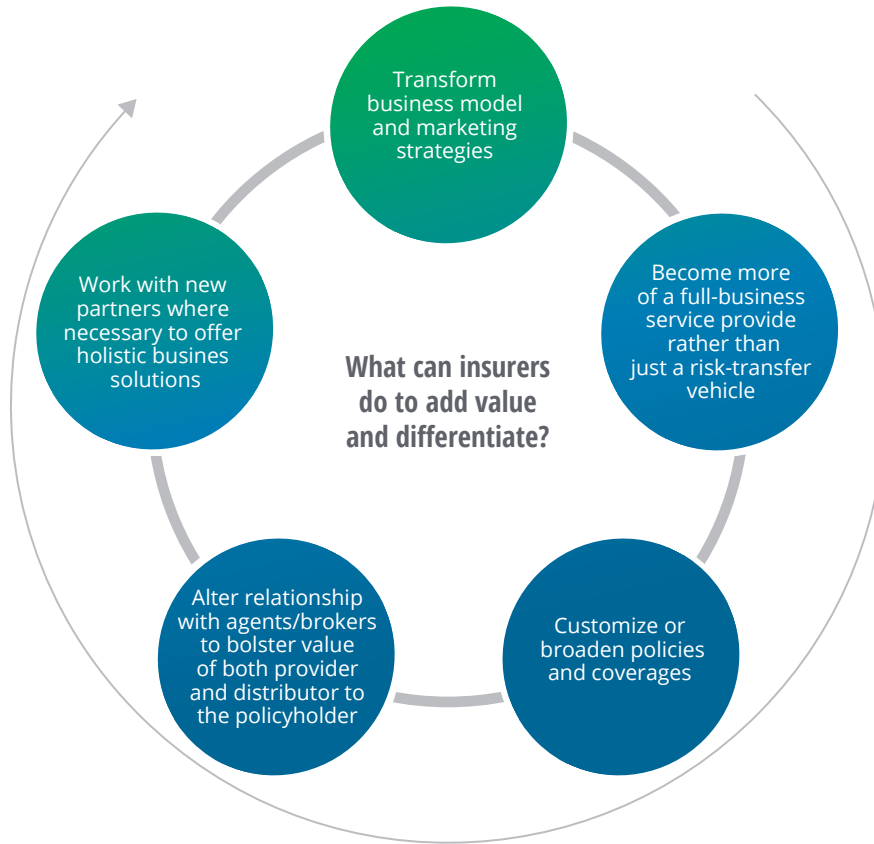 Transform
business model
and marketing
strategies
Become more
of a full-business
service provide
rather than
just a risk-transfer
vehicle
Customize or
broaden policies
and coverages
Alter relationship
with agents/brokers
to bolster value
of both provider
and distributor to
the policyholder
Work with new
partners where
necessary to offer
holistic busines
solutions
What can insurers
do to add value
and differentiate?